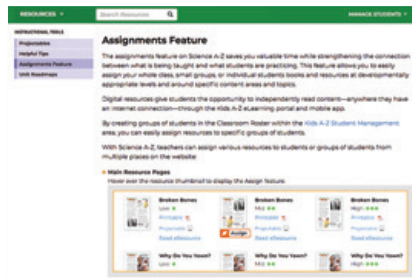 RESOURCES
Search Resources
MANAGE STUDENTS
INSTRUCTIONAL TOOLS
Projectables
Helpful Tips
Assignments Feature
Unit Roadmaps
Assignments Feature
The assignments feature on Science A-Z saves you valuable time while strengthening the connection
between what is being taught and what students are practicing. This feature allows you to easily
assign your whole class, small groups, or individual students books and resources at developmentally
appropriate levels and around specific content areas and topics.
Digital resources give students the opportunity to independently read content—anywhere they have
an internet connection—through the Kids A-Z eLearning portal and mobile app.
By creating groups of students in the Classroom Roster within the Kids A-Z Student Management
area, you can easily assign resources to specific groups of students.
With Science A-Z, teachers can assign various resources to students or groups of students from
multiple places on the website:
Main Resource Pages
Hover over the resource thumbnail to display the Assign feature.
Broken Bones
Low
Printable
Projectable
Read eResource
Assign
Broken Bones
Mid
Printable
Projectable
Read eResource
Broken Bones
High
Printable
Projectable
Read eResource
Why Do You Yawn?
Low
Why Do You Yawn?
Mid
Why Do You Yawn?
High